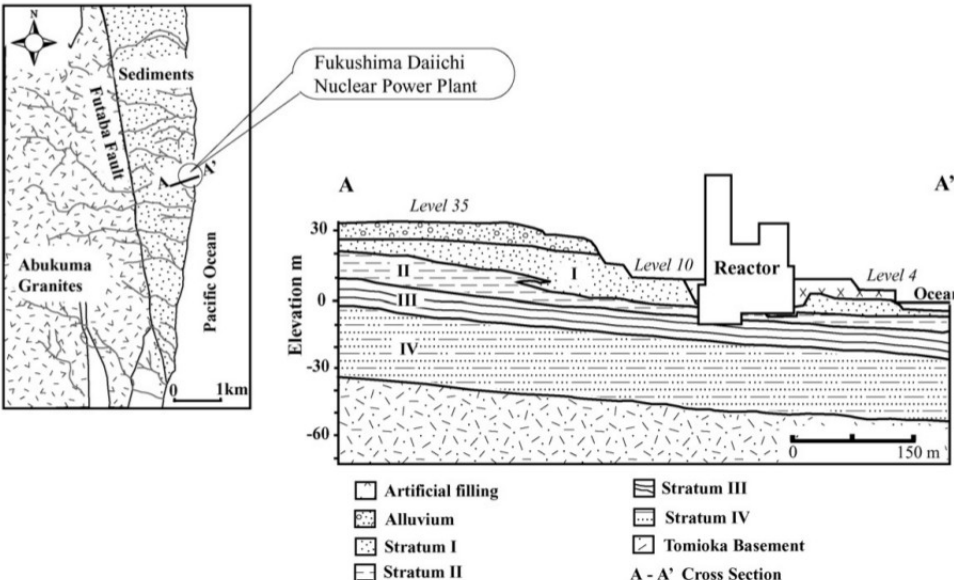 N
Sediments
Futaba Fault
A
A'
Abukuma
Granites
Pacific Ocean
0
1km
Fukushima Daiichi
Nuclear Power Plant
A
A'
Level 35
Level 10
Level 4
Reactor
Ocean
I
II
III
IV
Elevation m
30
0
-30
-60
0
150 m
Artificial filling
Alluvium
Stratum I
Stratum II
Stratum III
Stratum IV
Tomioka Basement
A - A' Cross Section